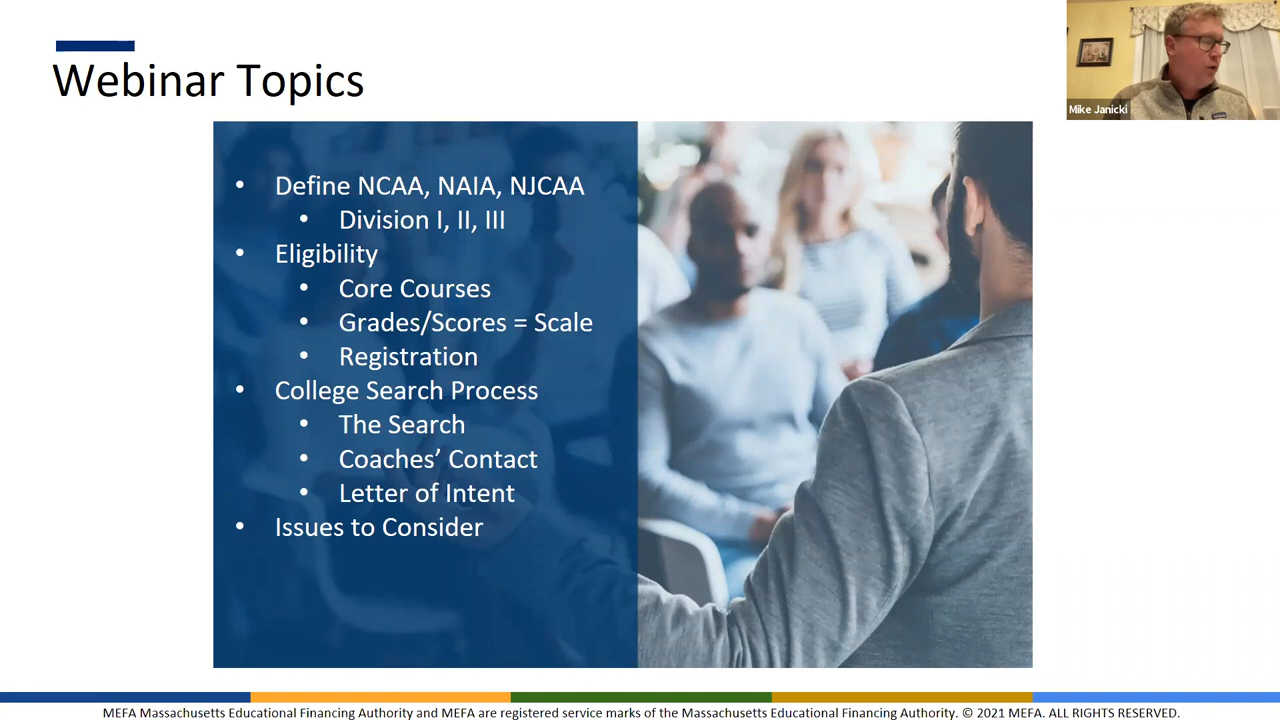 Webinar Topics
Mike Janicki
• Define NCAA, NAIA, NJCAA
• Division I, II, III
• Eligibility
• Core Courses
• Grades/Scores = Scale
• Registration
• College Search Process
• The Search
• Coaches’ Contact
• Letter of Intent
• Issues to Consider
MEFA Massachusetts Educational Financing Authority and MEFA are registered service marks of the Massachusetts Educational Financing Authority. © 2021 MEFA. ALL RIGHTS RESERVED.